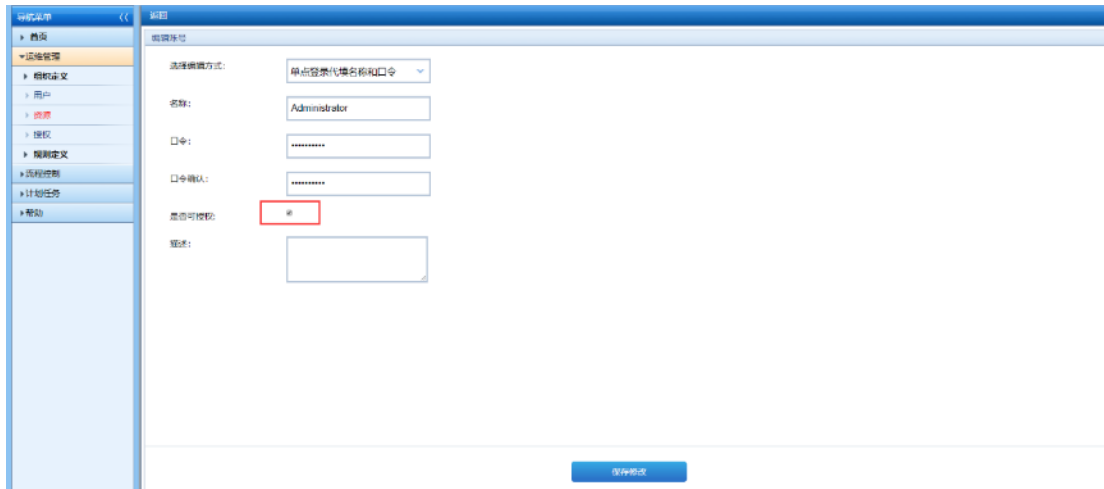 导航菜单
返回
首页
运维管理
组织定义
用户
资源
授权
规则定义
流程控制
计划任务
帮助
编辑账号
选择编辑方式:
单点登录代填名称和口令
名称:
Administrator
口令:
••••••••••
口令确认:
••••••••••
是否可授权:
描述:
保存修改